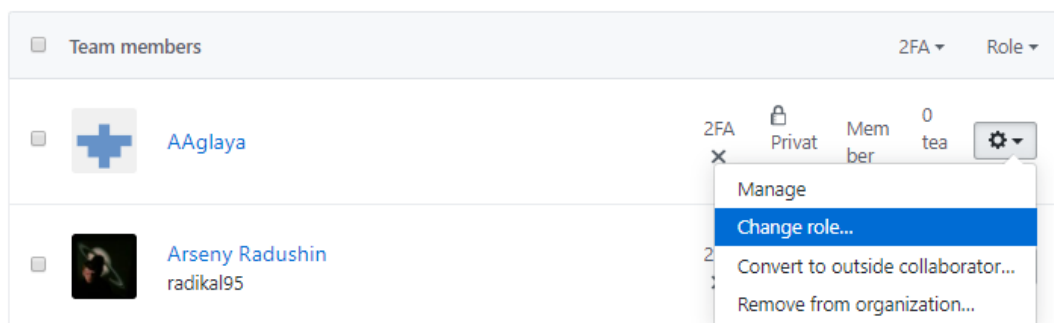 Team members
2FA
Role
AAglaya
2FA
Privat
Mem
ber
0
tea
Manage
Change role...
Convert to outside collaborator...
Remove from organization...
Arseny Radushin
radikal95
2